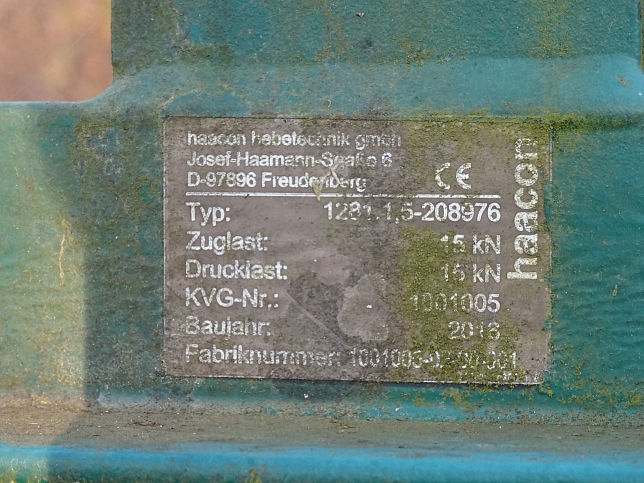 haacon hebetechnik gmbh
Josef-Haamann-Straße 6
D-97896 Freudenberg
CE
haacon
Typ: 1281.1,5-208976
Zuglast: 15 kN
Drucklast: 15 kN
KVG-Nr.: 1001005
Baujahr:
Fabriknummer: